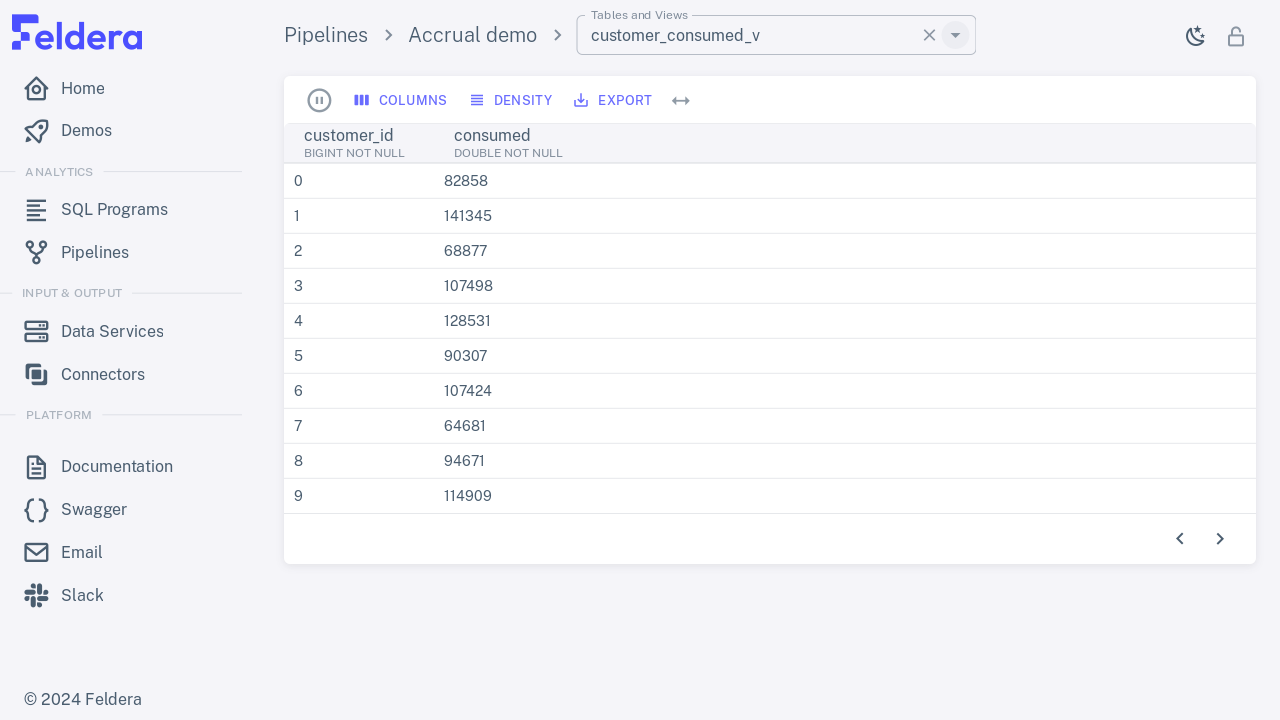 Feldera
Home
Demos
ANALYTICS
SQL Programs
Pipelines
INPUT & OUTPUT
Data Services
Connectors
PLATFORM
Documentation
Swagger
Email
Slack
© 2024 Feldera
Pipelines > Accrual demo > Tables and Views
customer_consumed_v
COLUMNS DENSITY EXPORT
customer_id consumed
BIGINT NOT NULL DOUBLE NOT NULL
0 82858
1 141345
2 68877
3 107498
4 128531
5 90307
6 107424
7 64681
8 94671
9 114909